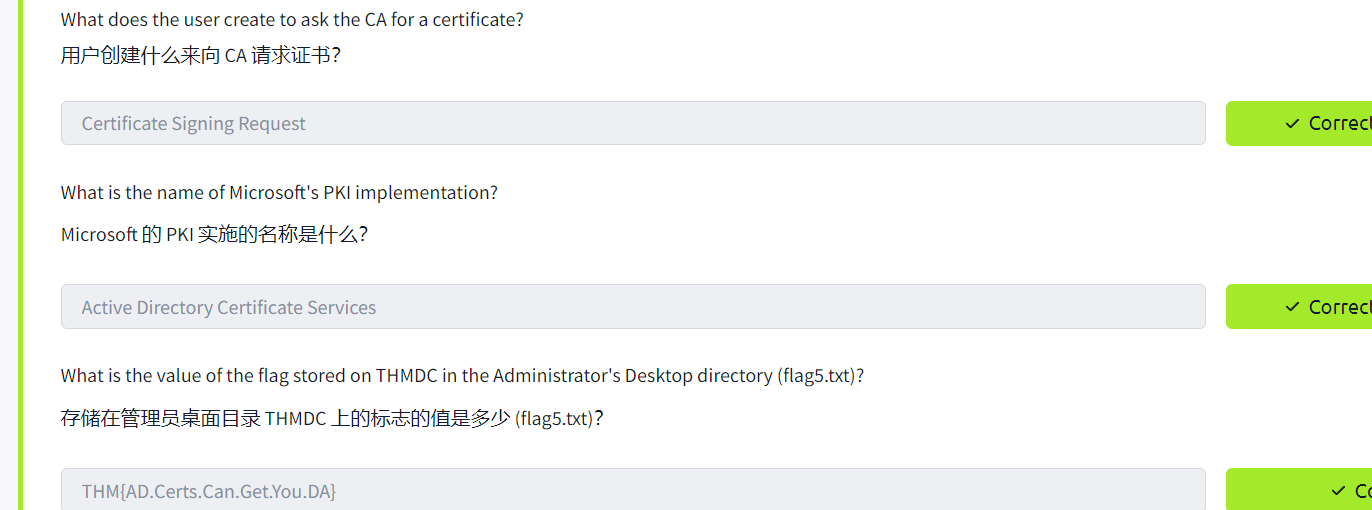 What does the user create to ask the CA for a certificate?
用户创建什么来向 CA 请求证书？
Certificate Signing Request
✓ Correct
What is the name of Microsoft's PKI implementation?
Microsoft 的 PKI 实施的名称是什么？
Active Directory Certificate Services
✓ Correct
What is the value of the flag stored on THMDC in the Administrator's Desktop directory (flag5.txt)?
存储在管理员桌面目录 THMDC 上的标志的值是多少 (flag5.txt)？
THM{AD.Certs.Can.Get.You.DA}
✓ Co